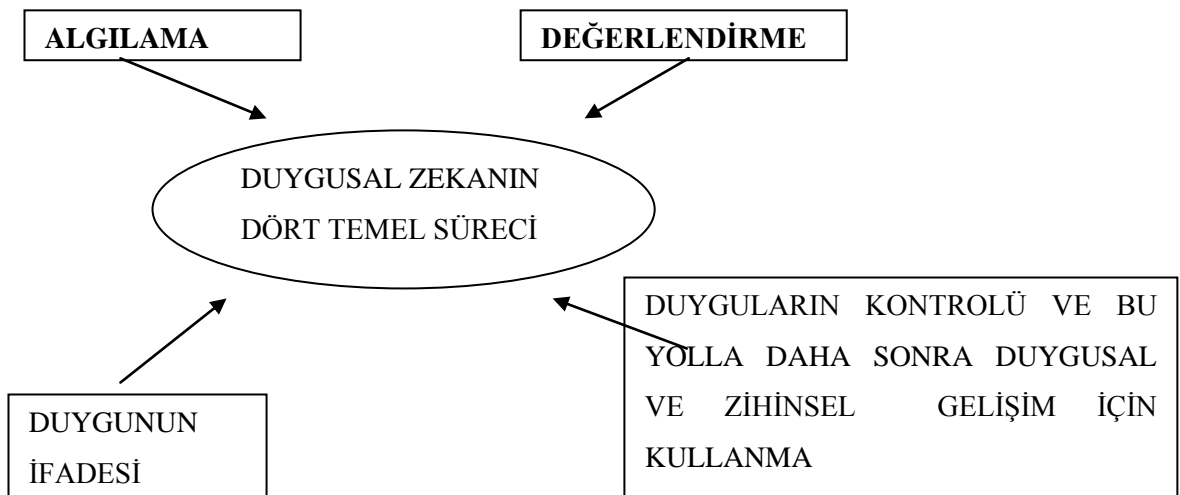 ALGILAMA
DEĞERLENDİRME
DUYGUSAL ZEKANIN
DÖRT TEMEL SÜRECİ
DUYGULARIN KONTROLÜ VE BU
YOLLA DAHA SONRA DUYGUSAL
VE ZİHİNSEL GELİŞİM İÇİN
KULLANMA
DUYGUNUN
İFADESİ